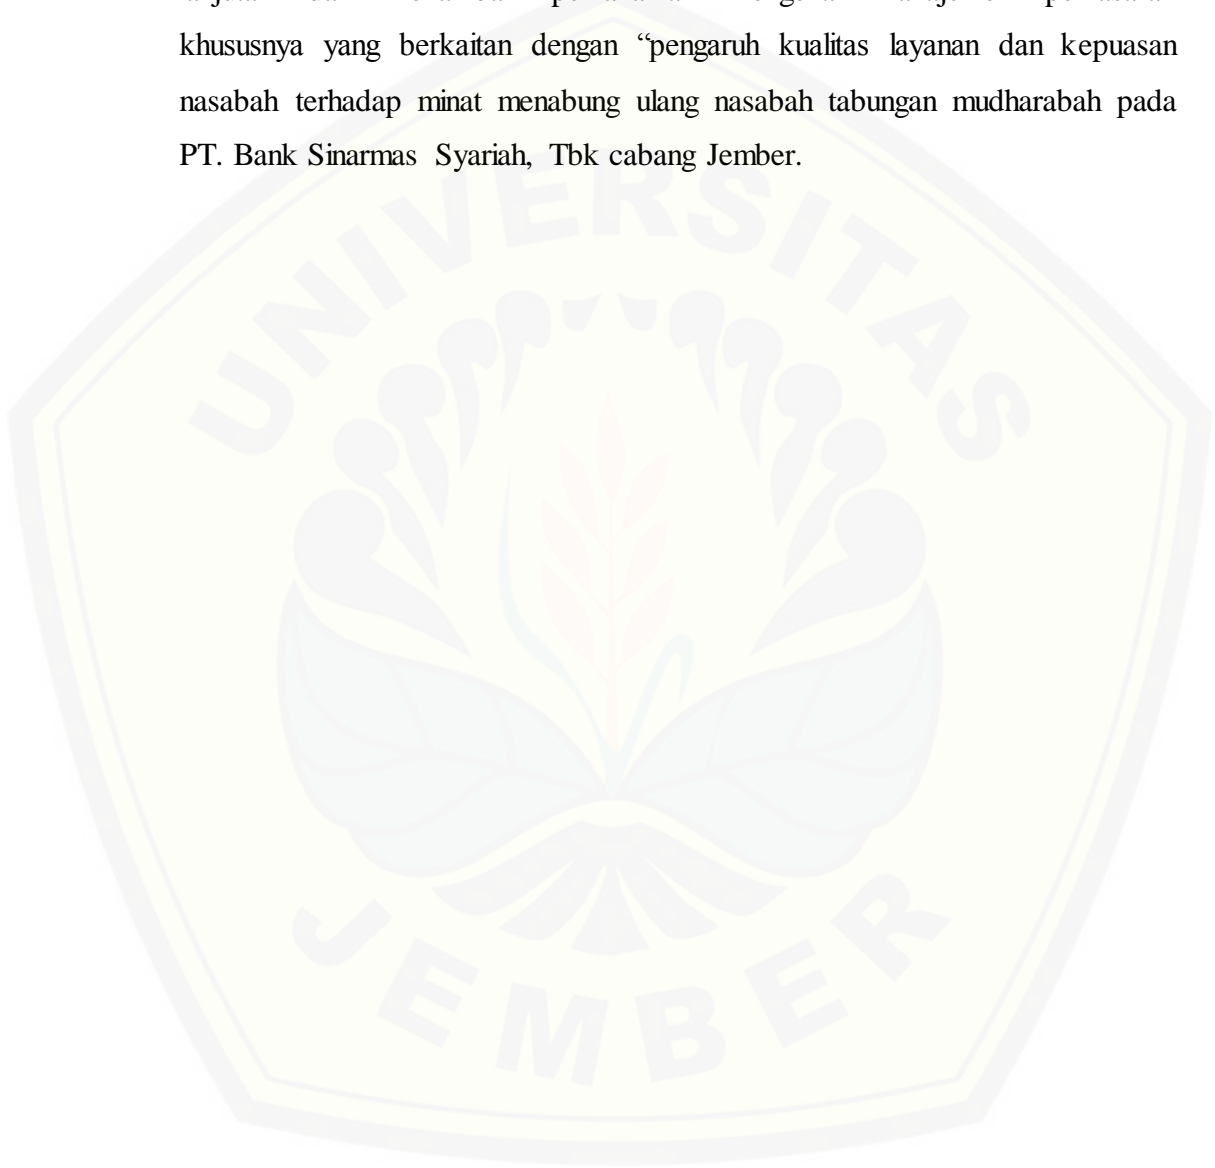 khususnya yang berkaitan dengan “pengaruh kualitas layanan dan kepuasan
nasabah terhadap minat menabung ulang nasabah tabungan mudharabah pada
PT. Bank Sinarmas Syariah, Tbk cabang Jember.
UNIVERSITAS
JEMBER